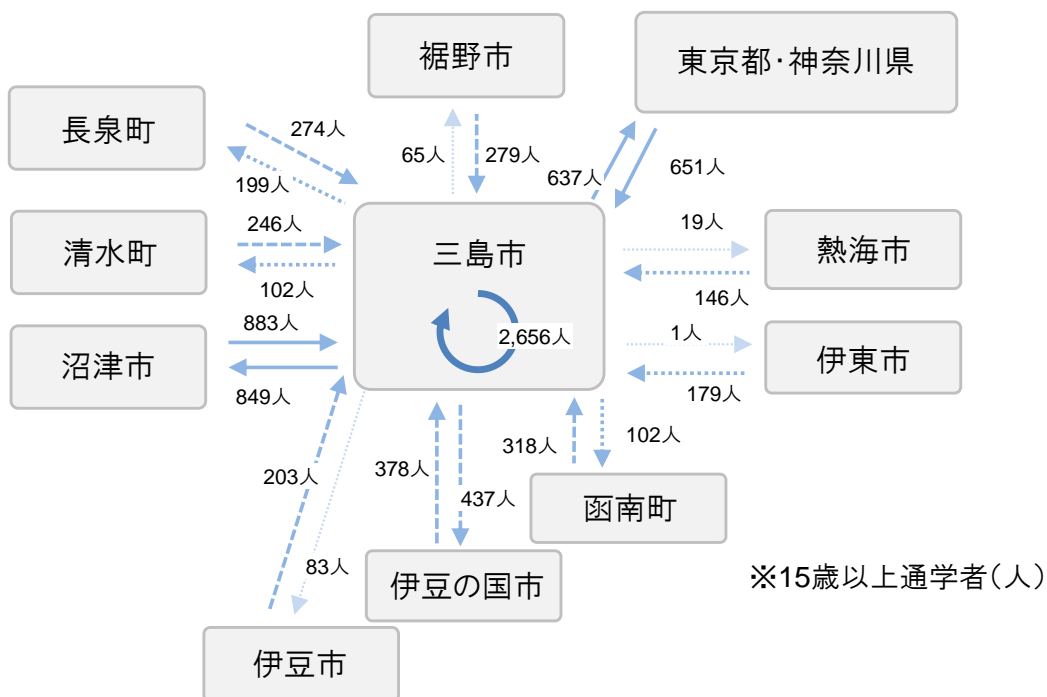 裾野市
東京都・神奈川県
長泉町
274人
199人
65人
279人
637人
651人
清水町
246人
102人
三島市
2,656人
19人
146人
熱海市
沼津市
883人
849人
1人
179人
伊東市
203人
83人
378人
437人
318人
102人
函南町
伊豆の国市
伊豆市
※15歳以上通学者(人)